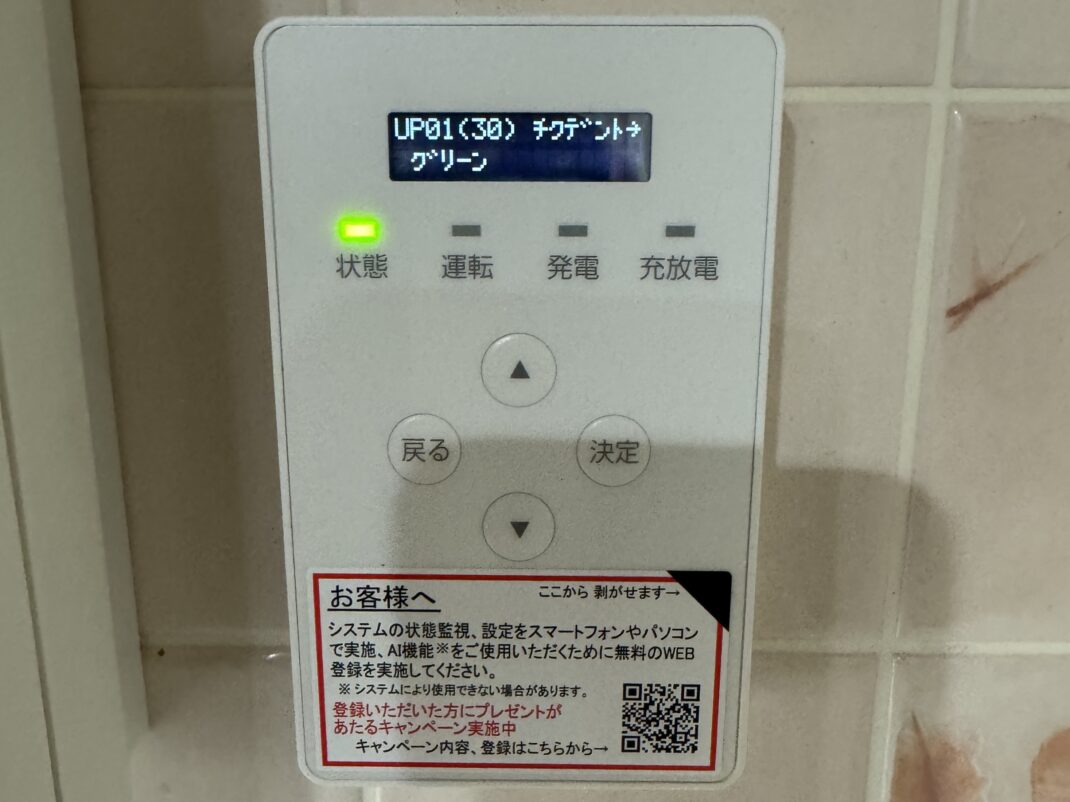 UP01(30) ﾁｸﾃﾞﾝﾄ→
ｸﾞﾘｰﾝ
状態 運転 発電 充放電
▲
戻る 決定
▼
お客様へ ここから 剥がせます→
システムの状態監視、設定をスマートフォンやパソコン
で実施、AI機能※をご使用いただくために無料のWEB
登録を実施してください。
※ システムにより使用できない場合があります。
登録いただいた方にプレゼントが
あたるキャンペーン実施中
キャンペーン内容、登録はこちらから→